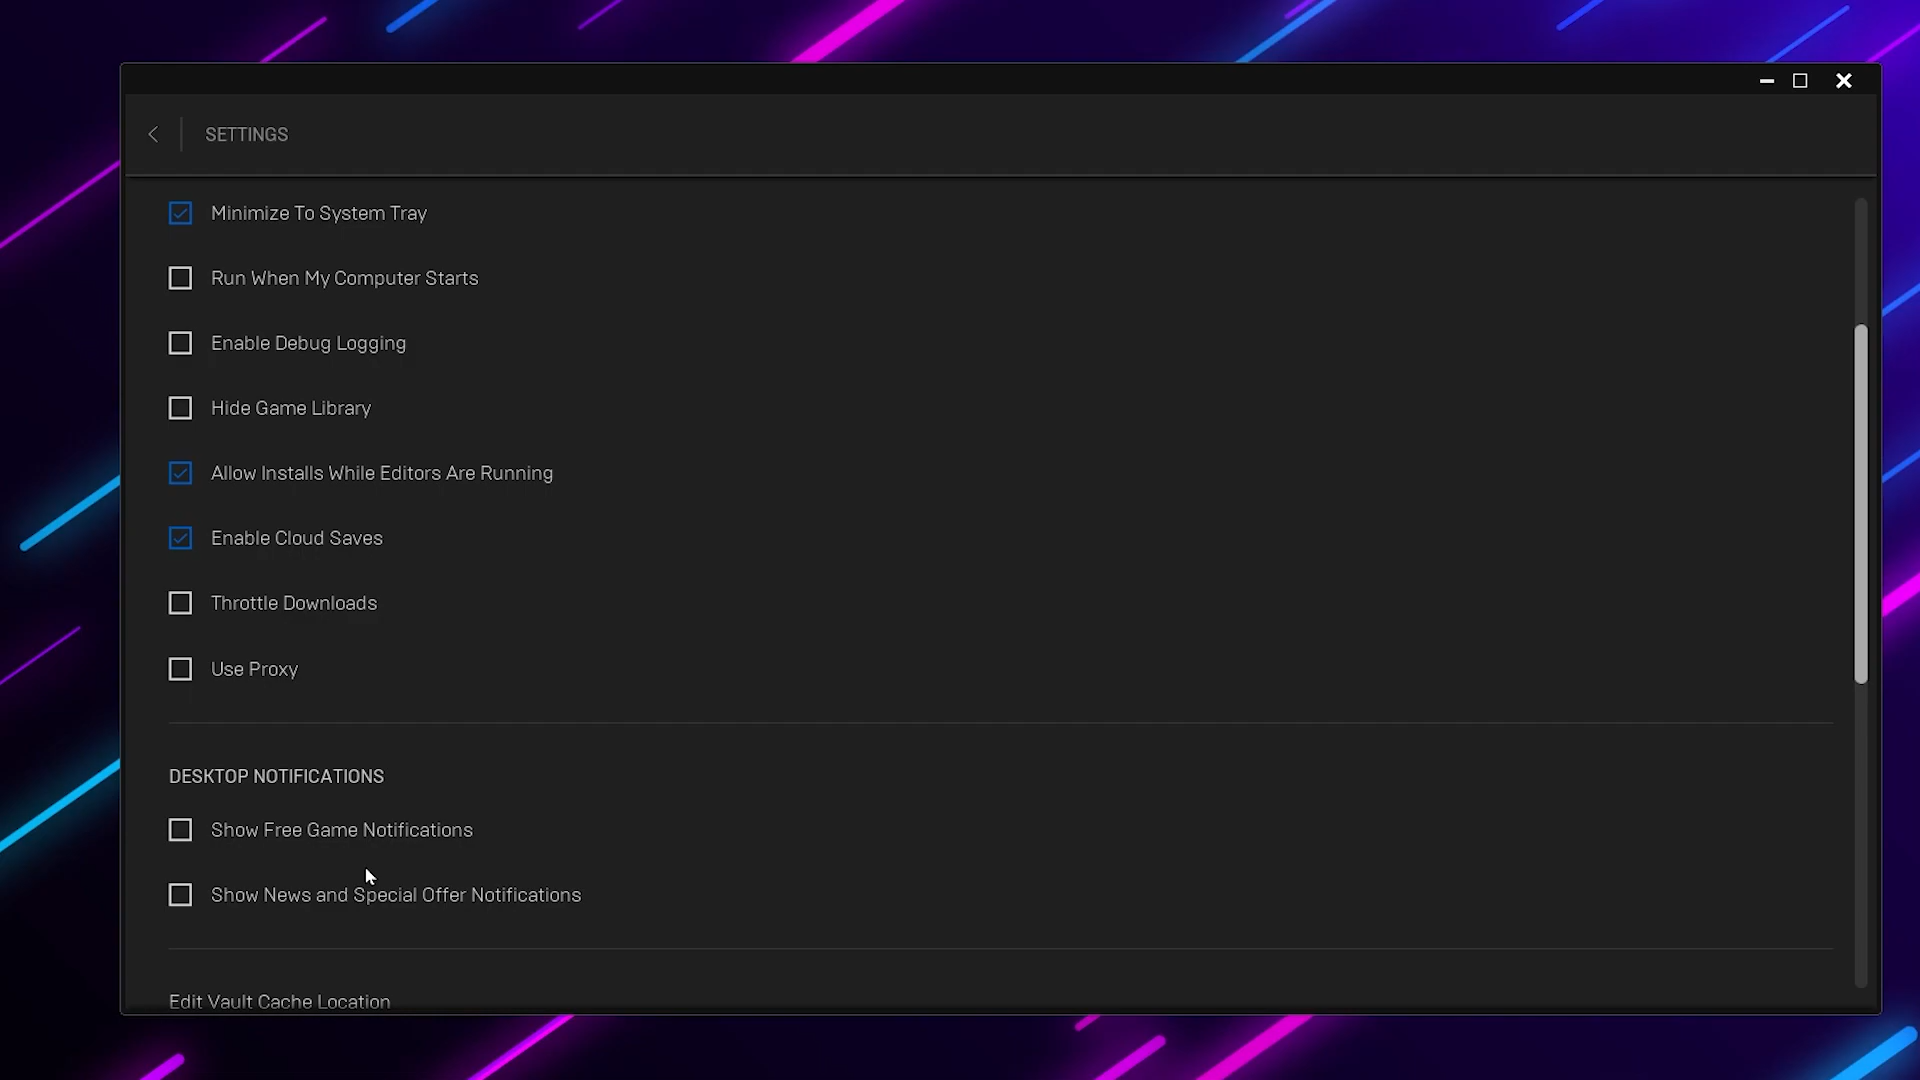 SETTINGS
Minimize To System Tray
Run When My Computer Starts
Enable Debug Logging
Hide Game Library
Allow Installs While Editors Are Running
Enable Cloud Saves
Throttle Downloads
Use Proxy
DESKTOP NOTIFICATIONS
Show Free Game Notifications
Show News and Special Offer Notifications
Edit Vault Cache Location